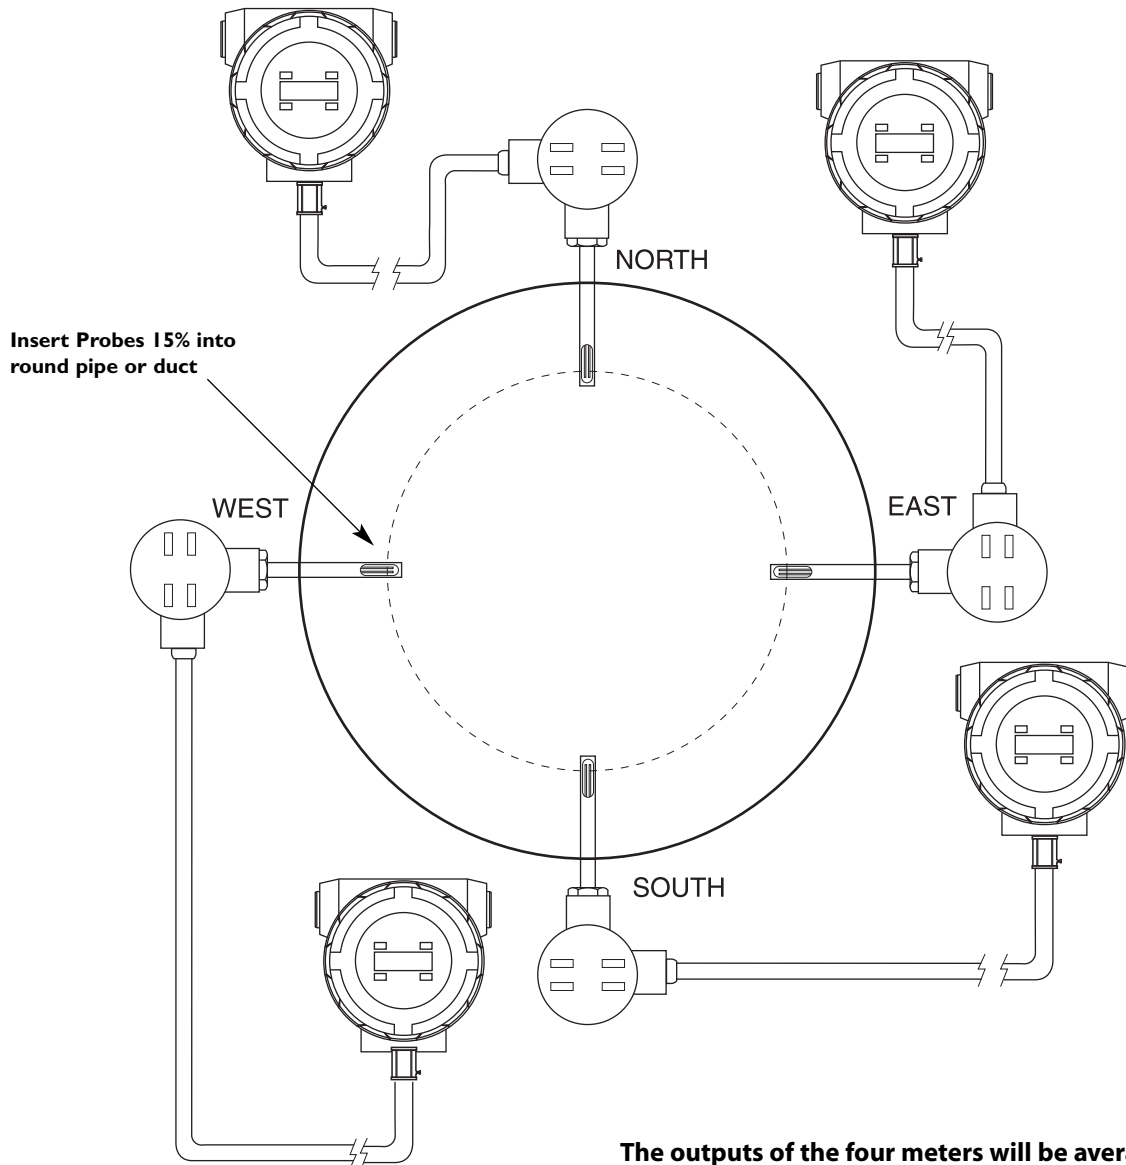 NORTH
Insert Probes 15% into
round pipe or duct
WEST
EAST
SOUTH
The outputs of the four meters will be